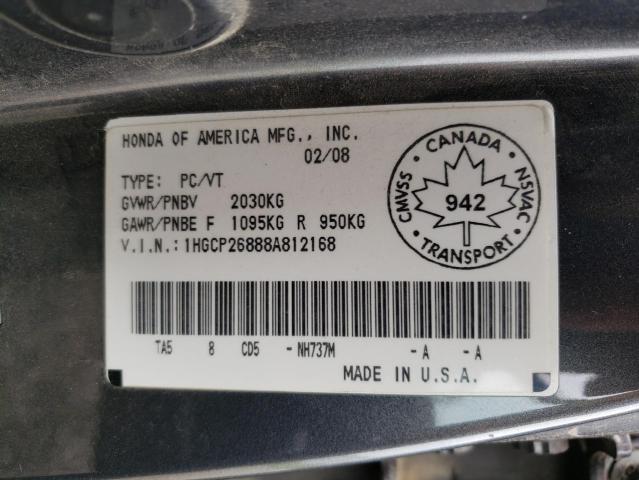 HONDA OF AMERICA MFG., INC.
02/08
TYPE: PC/VT
GVWR/PNBV 2030KG
GAWR/PNBE F 1095KG R 950KG
V.I.N.: 1HGCP26888A812168
CANADA
CMVSS
NSVAC
942
TRANSPORT
TA5 8 CD5 -NH737M -A -A
MADE IN U.S.A.